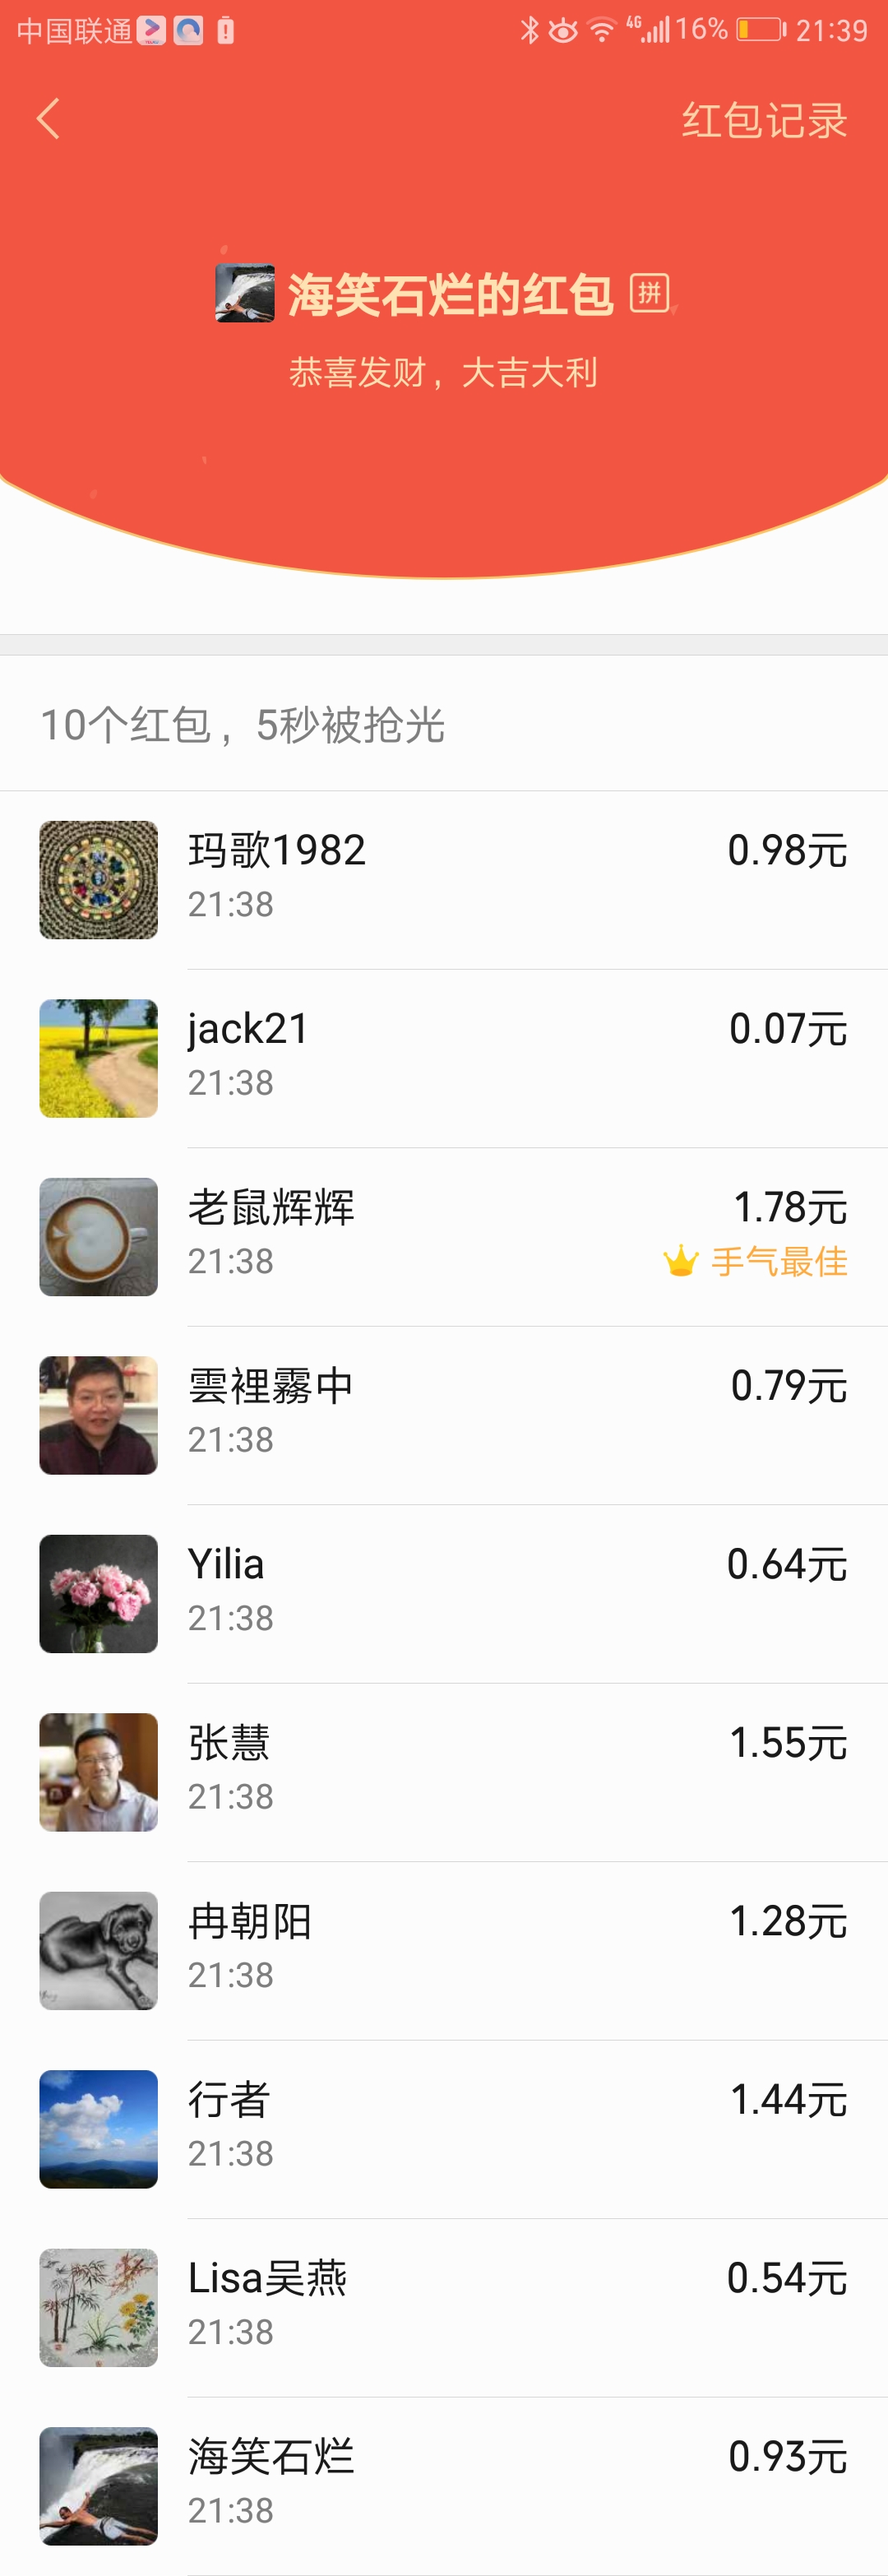 中国联通 4G 16% 21:39
红包记录
海笑石烂的红包 拼
恭喜发财，大吉大利
10个红包，5秒被抢光
玛歌1982 0.98元
21:38
jack21 0.07元
21:38
老鼠辉辉 1.78元
21:38 手气最佳
雲裡霧中 0.79元
21:38
Yilia 0.64元
21:38
张慧 1.55元
21:38
冉朝阳 1.28元
21:38
行者 1.44元
21:38
Lisa吴燕 0.54元
21:38
海笑石烂 0.93元
21:38